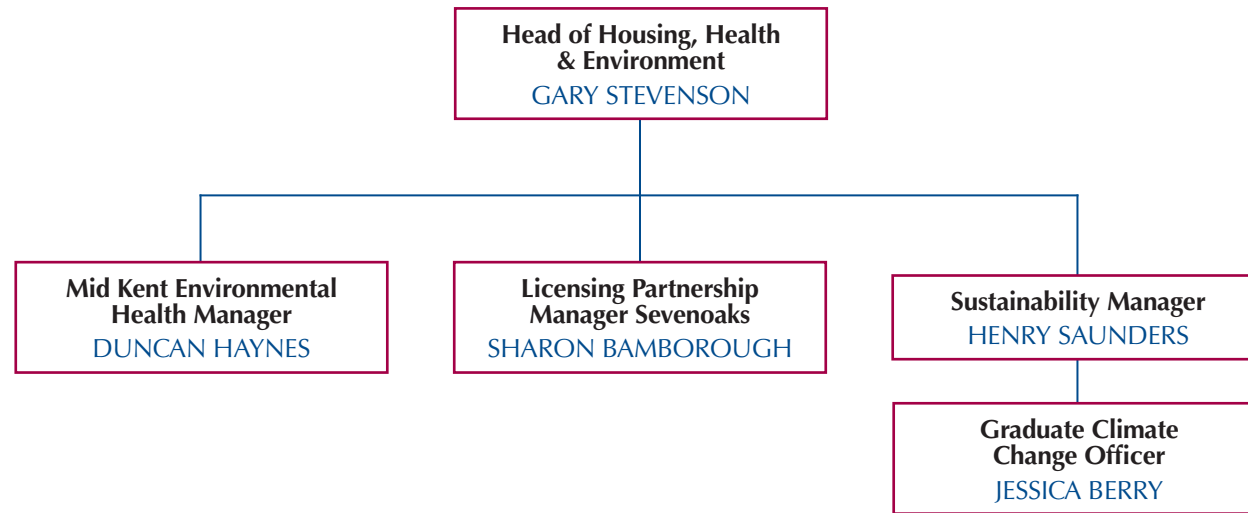 Head of Housing, Health
& Environment
GARY STEVENSON
Mid Kent Environmental
Health Manager
DUNCAN HAYNES
Licensing Partnership
Manager Sevenoaks
SHARON BAMBOROUGH
Sustainability Manager
HENRY SAUNDERS
Graduate Climate
Change Officer
JESSICA BERRY